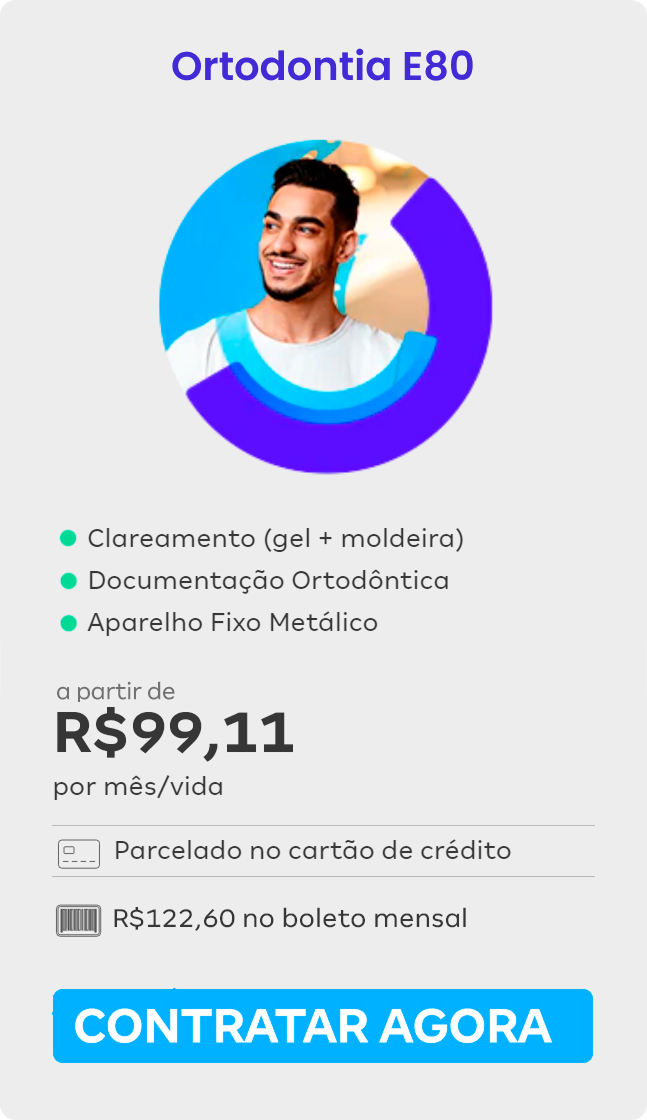 Ortodontia E80
Clareamento (gel + moldeira)
Documentação Ortodôntica
Aparelho Fixo Metálico
a partir de
R$99,11
por mês/vida
Parcelado no cartão de crédito
R$122,60 no boleto mensal
CONTRATAR AGORA